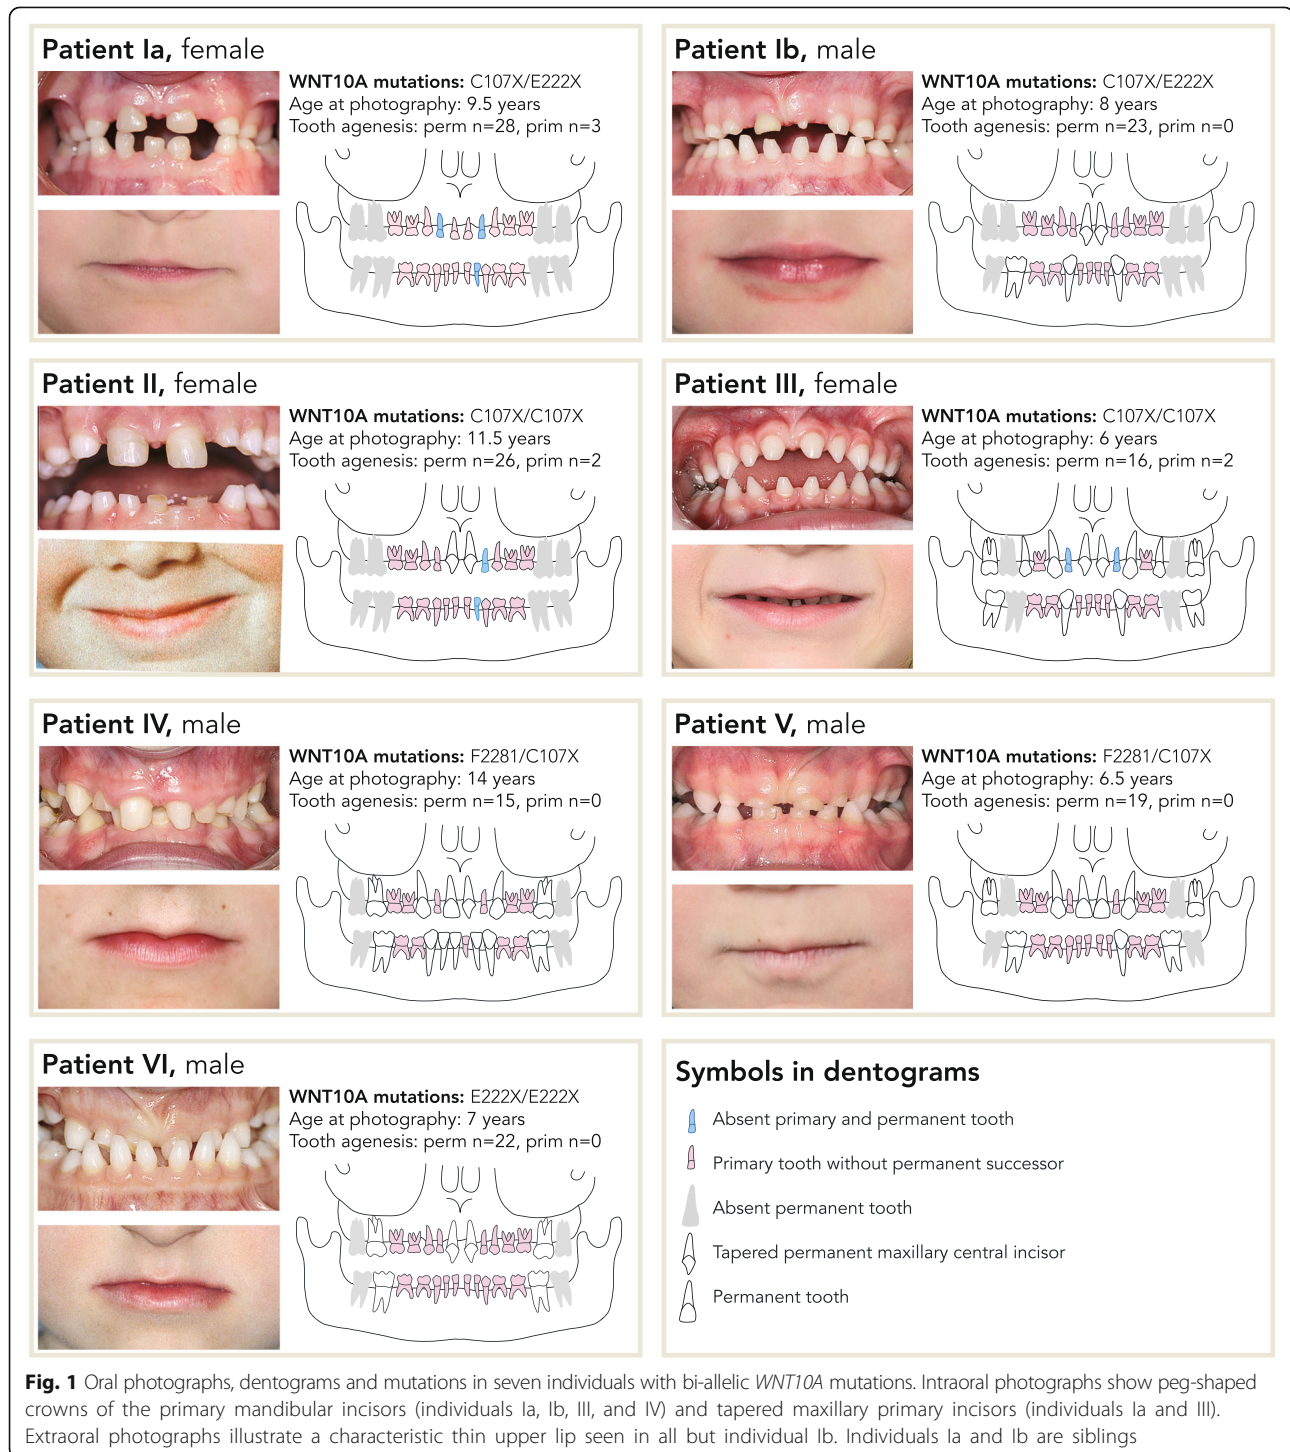 Patient Ia, female
WNT10A mutations: C107X/E222X
Age at photography: 9.5 years
Tooth agenesis: perm n=28, prim n=3
Patient Ib, male
WNT10A mutations: C107X/E222X
Age at photography: 8 years
Tooth agenesis: perm n=23, prim n=0
Patient II, female
WNT10A mutations: C107X/C107X
Age at photography: 11.5 years
Tooth agenesis: perm n=26, prim n=2
Patient III, female
WNT10A mutations: C107X/C107X
Age at photography: 6 years
Tooth agenesis: perm n=16, prim n=2
Patient IV, male
WNT10A mutations: F2281/C107X
Age at photography: 14 years
Tooth agenesis: perm n=15, prim n=0
Patient V, male
WNT10A mutations: F2281/C107X
Age at photography: 6.5 years
Tooth agenesis: perm n=19, prim n=0
Patient VI, male
WNT10A mutations: E222X/E222X
Age at photography: 7 years
Tooth agenesis: perm n=22, prim n=0
Symbols in dentograms
Absent primary and permanent tooth
Primary tooth without permanent successor
Absent permanent tooth
Tapered permanent maxillary central incisor
Permanent tooth
Fig. 1 Oral photographs, dentograms and mutations in seven individuals with bi-allelic WNT10A mutations. Intraoral photographs show peg-shaped
crowns of the primary mandibular incisors (individuals Ia, Ib, III, and IV) and tapered maxillary primary incisors (individuals Ia and III).
Extraoral photographs illustrate a characteristic thin upper lip seen in all but individual Ib. Individuals Ia and Ib are siblings